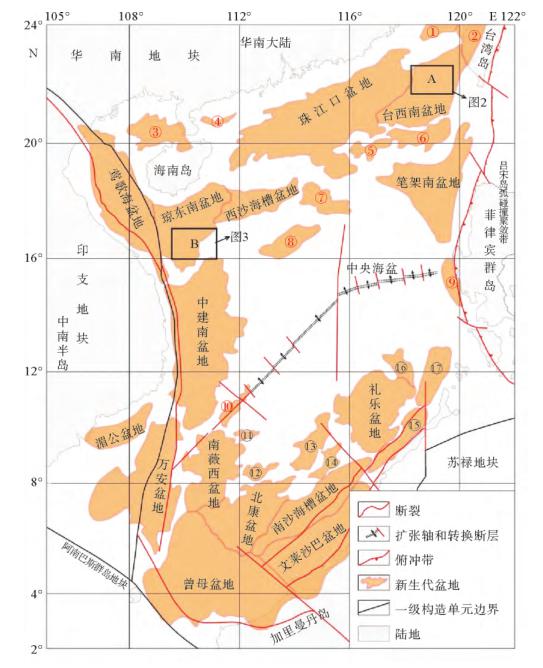 105°
108°
112°
116°
120°
E 122°
24°
N
20°
16°
12°
8°
4°
2°
华南地块
华南大陆
①
②
台湾岛
A
图2
珠江口盆地
台西南盆地
③
④
⑤
⑥
海南岛
莺歌海盆地
琼东南盆地
西沙海槽盆地
⑦
笔架南盆地
吕宋岛弧碰撞聚敛带
菲律宾群岛
B
图3
⑧
印支地块
中央海盆
⑨
中南半岛
中建南盆地
⑩
⑪
⑫
⑬
⑭
⑮
⑯
⑰
礼乐盆地
湄公盆地
万安盆地
南薇西盆地
北康盆地
南沙海槽盆地
文莱沙巴盆地
苏禄地块
阿南巴斯群岛地块
曾母盆地
加里曼丹岛
断裂
扩张轴和转换断层
俯冲带
新生代盆地
一级构造单元边界
陆地